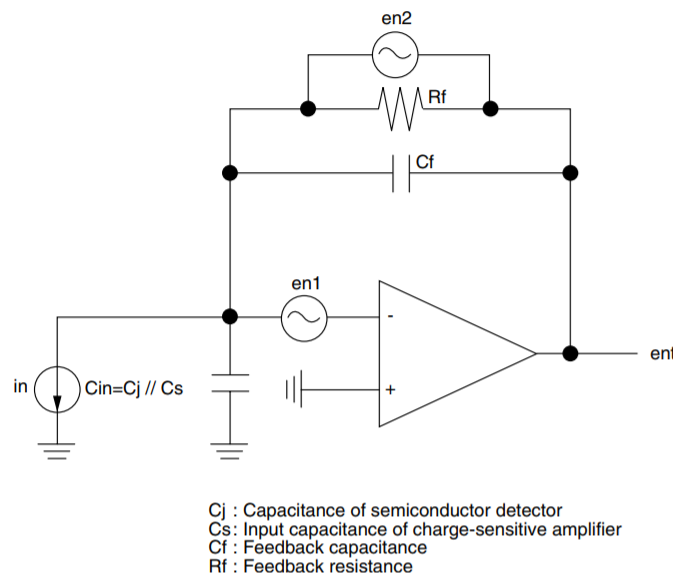 en2
Rf
Cf
en1
-
in
Cin=Cj // Cs
+
ent
Cj : Capacitance of semiconductor detector
Cs: Input capacitance of charge-sensitive amplifier
Cf : Feedback capacitance
Rf : Feedback resistance